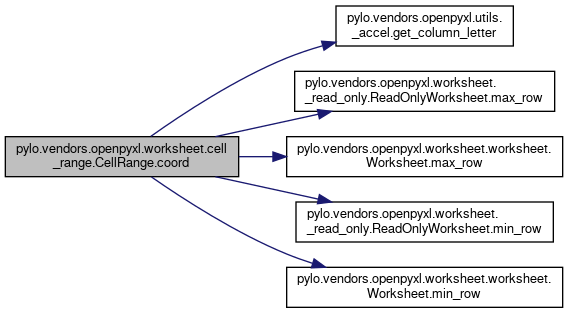 pylo.vendors.openpyxl.utils.
_accel.get_column_letter
pylo.vendors.openpyxl.worksheet.
_read_only.ReadOnlyWorksheet.max_row
pylo.vendors.openpyxl.worksheet.cell
_range.CellRange.coord
pylo.vendors.openpyxl.worksheet.worksheet.
Worksheet.max_row
pylo.vendors.openpyxl.worksheet.
_read_only.ReadOnlyWorksheet.min_row
pylo.vendors.openpyxl.worksheet.worksheet.
Worksheet.min_row